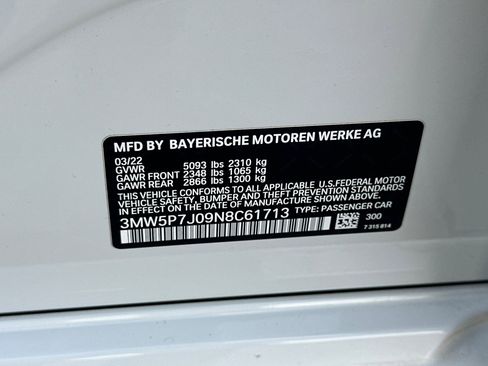 MFD BY BAYERISCHE MOTOREN WERKE AG
03/22
GVWR 5093 lbs 2310 kg
GAWR FRONT 2348 lbs 1065 kg
GAWR REAR 2866 lbs 1300 kg
THIS VEHICLE CONFORMS TO ALL APPLICABLE U.S.FEDERAL MOTOR
VEHICLE SAFETY, BUMPER AND THEFT PREVENTION STANDARDS IN
EFFECT ON THE DATE OF MANUFACTURE SHOWN ABOVE.
3MW5P7J09N8C61713 TYPE: PASSENGER CAR
300
7 315 814